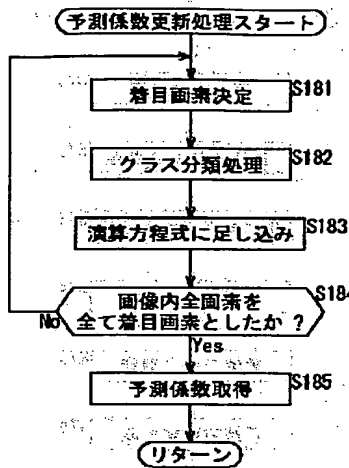 予測係数更新処理スタート
着目画素決定
S181
クラス分類処理
S182
演算方程式に足し込み
S183
画像内全画素を
全て着目画素としたか ?
S184
No
Yes
予測係数取得
S185
リターン